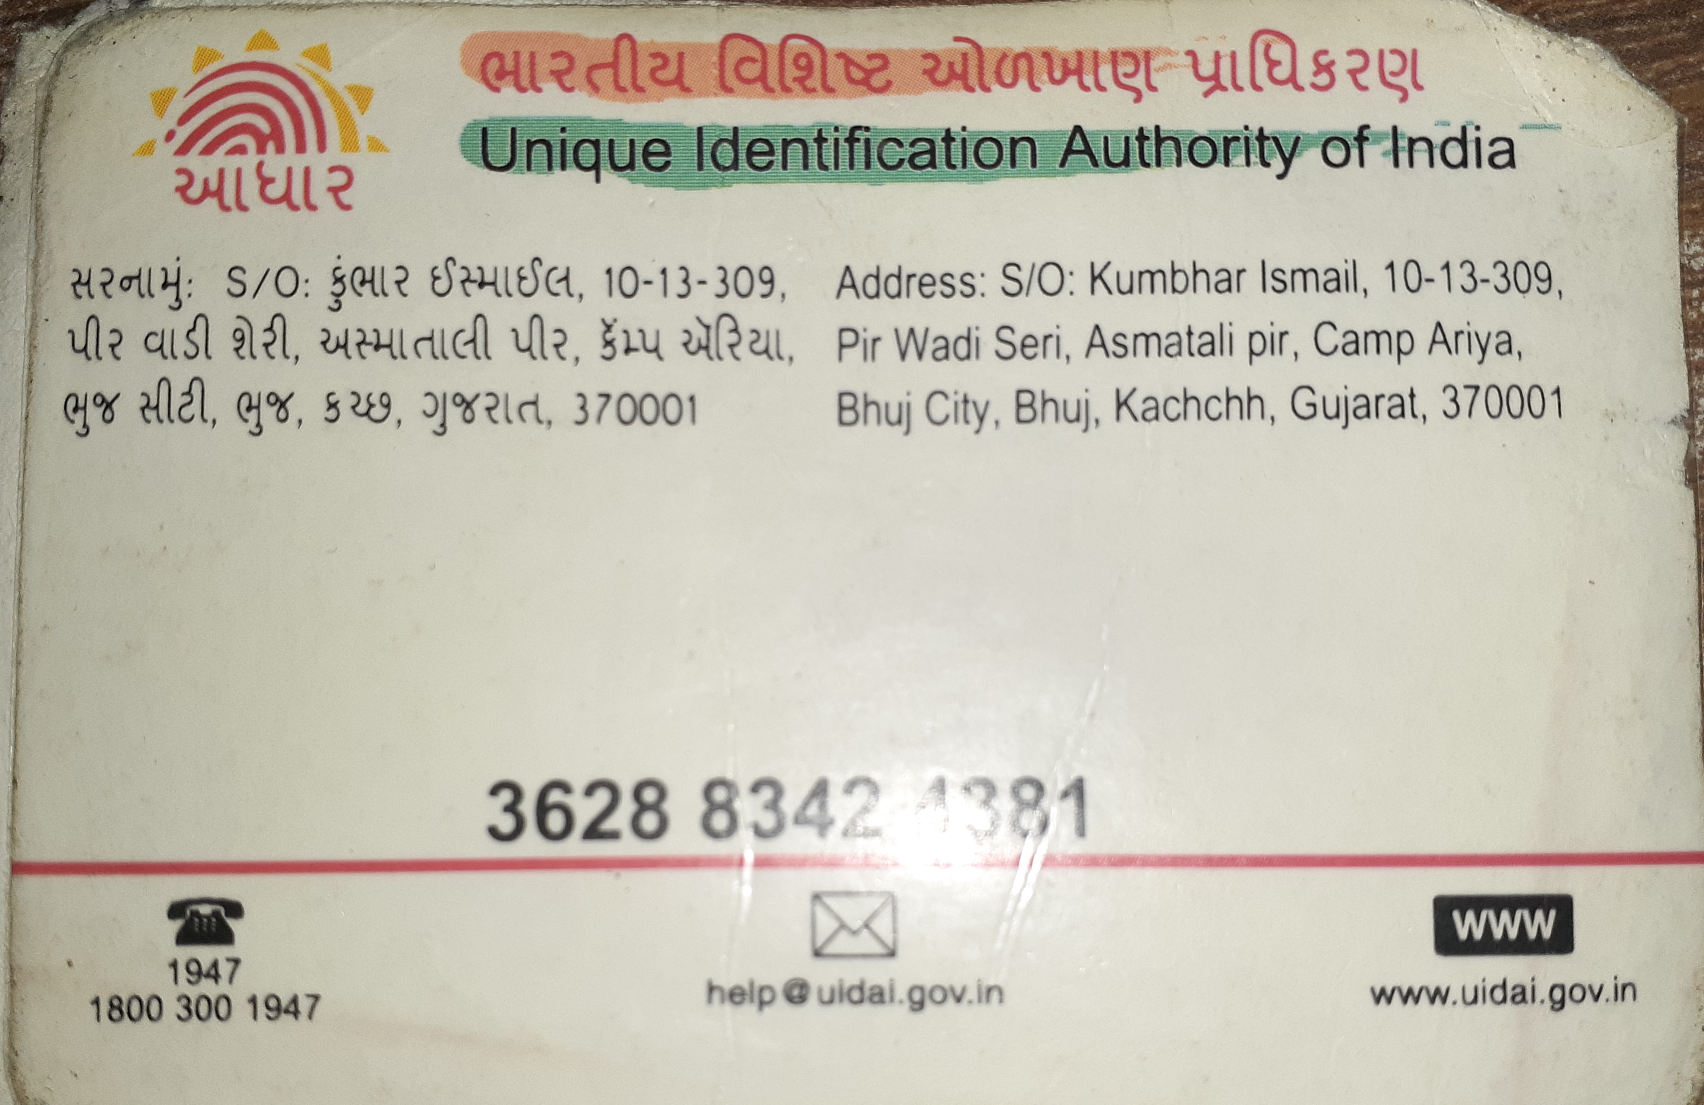 ભારતીય વિશિષ્ટ ઓળખાણ પ્રાધિકરણ
Unique Identification Authority of India
આધાર
સરનામું: S/O: કુંભાર ઈસ્માઈલ, 10-13-309,
પીર વાડી શેરી, અસ્માતાલી પીર, કૅમ્પ ઍરિયા,
ભુજ સીટી, ભુજ, કચ્છ, ગુજરાત, 370001
Address: S/O: Kumbhar Ismail, 10-13-309,
Pir Wadi Seri, Asmatali pir, Camp Ariya,
Bhuj City, Bhuj, Kachchh, Gujarat, 370001
3628 8342 4381
1947
1800 300 1947
help@uidai.gov.in
www
www.uidai.gov.in